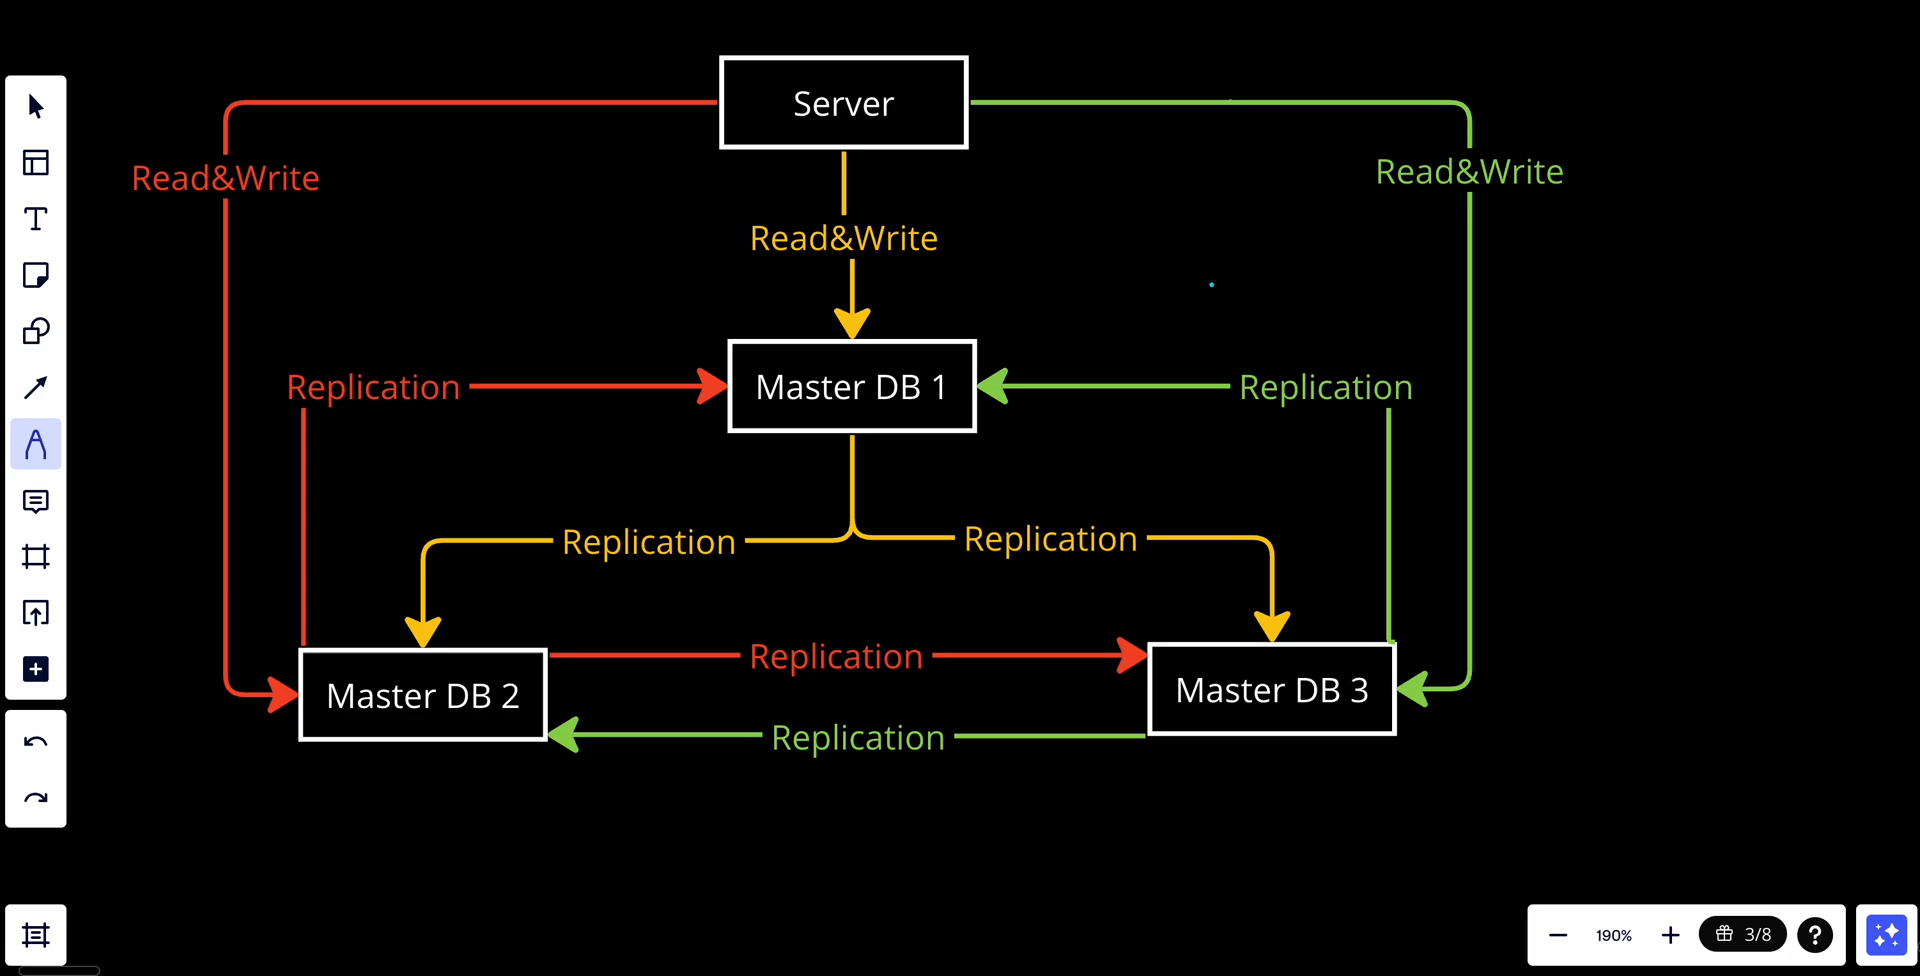 Server
Read&Write
Read&Write
Read&Write
Replication
Master DB 1
Replication
Replication
Replication
Replication
Master DB 2
Master DB 3
Replication
190%
3/8
?